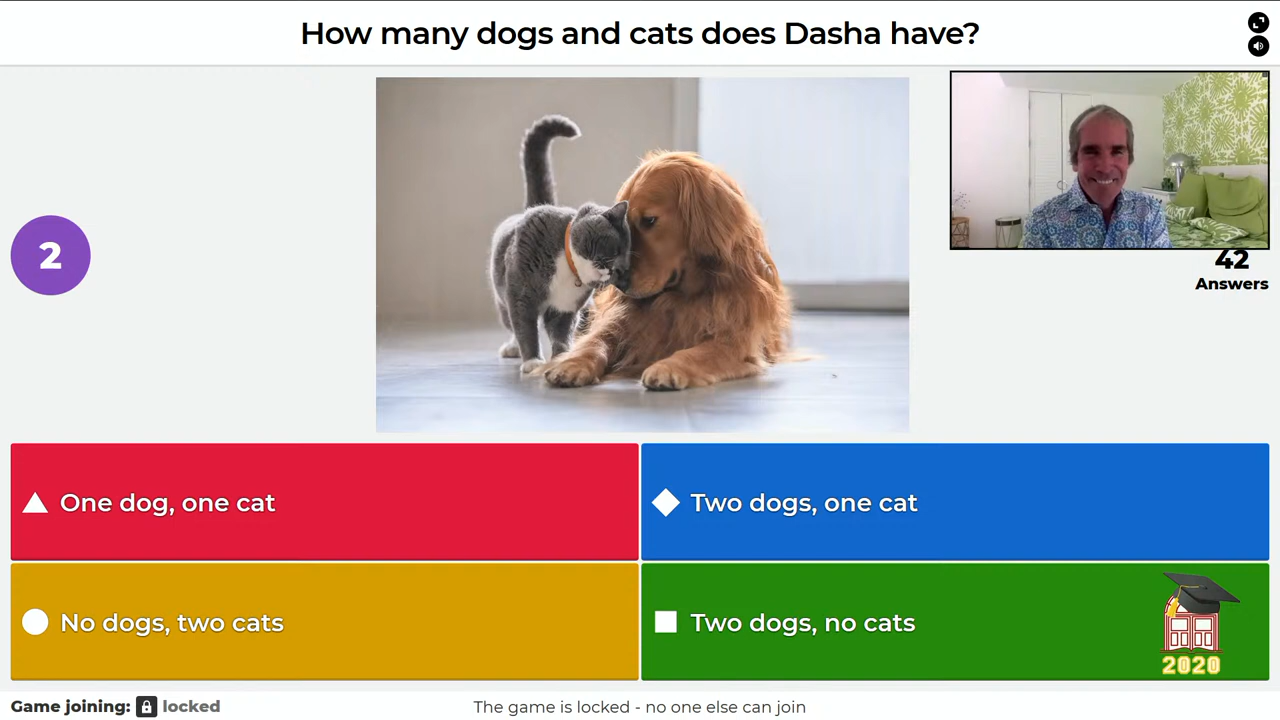 How many dogs and cats does Dasha have?
2
42
Answers
One dog, one cat
Two dogs, one cat
No dogs, two cats
Two dogs, no cats
2020
Game joining: locked
The game is locked - no one else can join